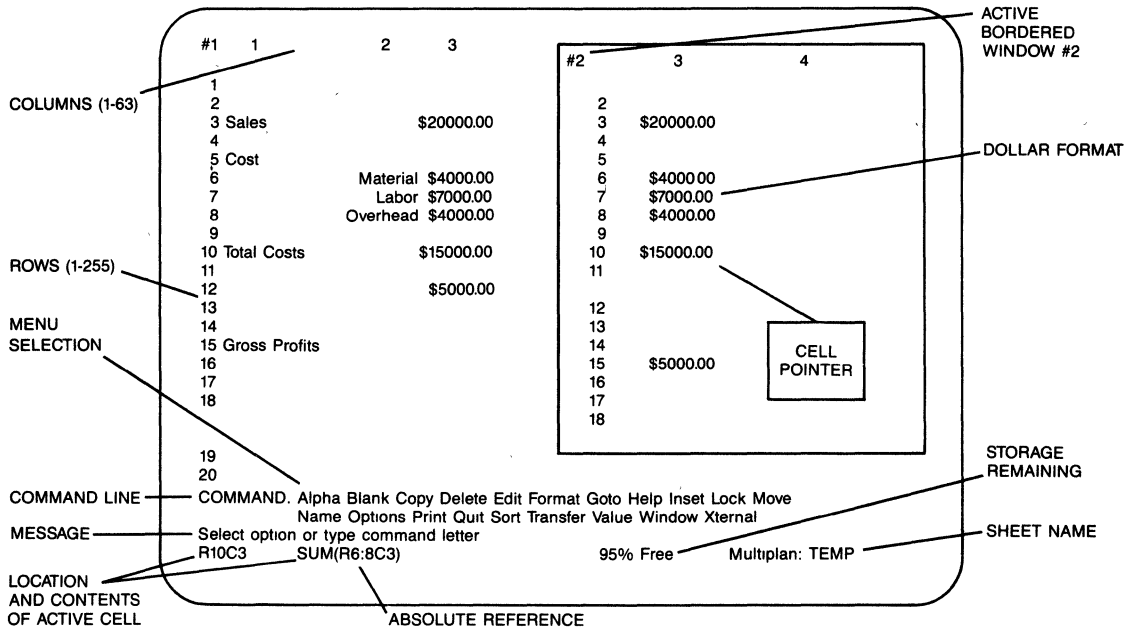 ACTIVE
BORDERED
WINDOW #2
#1 1 2 3
#2 3 4
COLUMNS (1-63)
1
2
3 Sales $20000.00
4
5 Cost
6 Material $4000.00
7 Labor $7000.00
8 Overhead $4000.00
9
10 Total Costs $15000.00
11
12 $5000.00
13
14
15 Gross Profits
16
17
18
19
20
2
3 $20000.00
4
5
6 $4000 00
7 $7000.00
8 $4000.00
9
10 $15000.00
11
12
13
14
15 $5000.00
16
17
18
DOLLAR FORMAT
ROWS (1-255)
MENU
SELECTION
CELL
POINTER
STORAGE
REMAINING
COMMAND LINE
COMMAND. Alpha Blank Copy Delete Edit Format Goto Help Inset Lock Move
Name Options Print Quit Sort Transfer Value Window Xternal
MESSAGE
Select option or type command letter
R10C3 SUM(R6:8C3) 95% Free Multiplan: TEMP
SHEET NAME
LOCATION
AND CONTENTS
OF ACTIVE CELL
ABSOLUTE REFERENCE